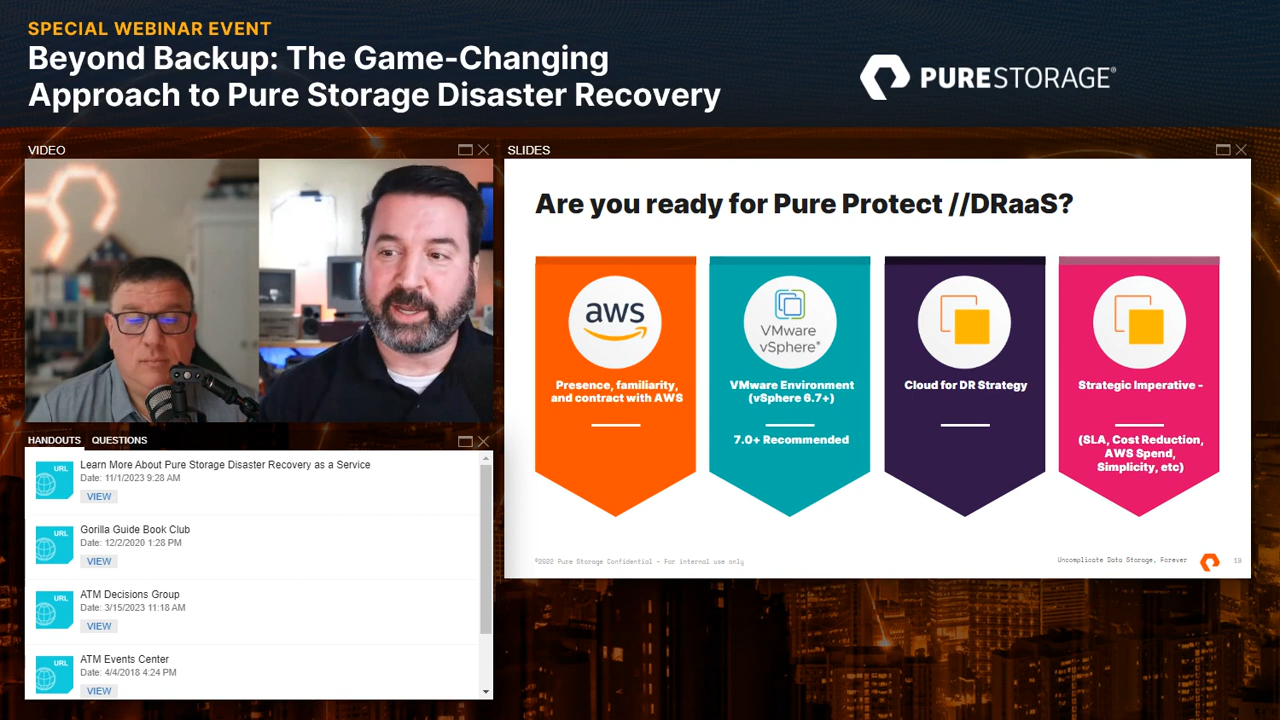 SPECIAL WEBINAR EVENT
Beyond Backup: The Game-Changing
Approach to Pure Storage Disaster Recovery
PURESTORAGE®
VIDEO
SLIDES
Are you ready for Pure Protect //DRaaS?
aws
Presence, familiarity,
and contract with AWS
VMware
vSphere®
VMware Environment
(vSphere 6.7+)
7.0+ Recommended
Cloud for DR Strategy
Strategic Imperative -
(SLA, Cost Reduction,
AWS Spend,
Simplicity, etc)
©2022 Pure Storage Confidential – For internal use only
Uncomplicate Data Storage, Forever
19
HANDOUTS QUESTIONS
URL
Learn More About Pure Storage Disaster Recovery as a Service
Date: 11/1/2023 9:28 AM
VIEW
URL
Gorilla Guide Book Club
Date: 12/2/2020 1:28 PM
VIEW
URL
ATM Decisions Group
Date: 3/15/2023 11:18 AM
VIEW
URL
ATM Events Center
Date: 4/4/2018 4:24 PM
VIEW